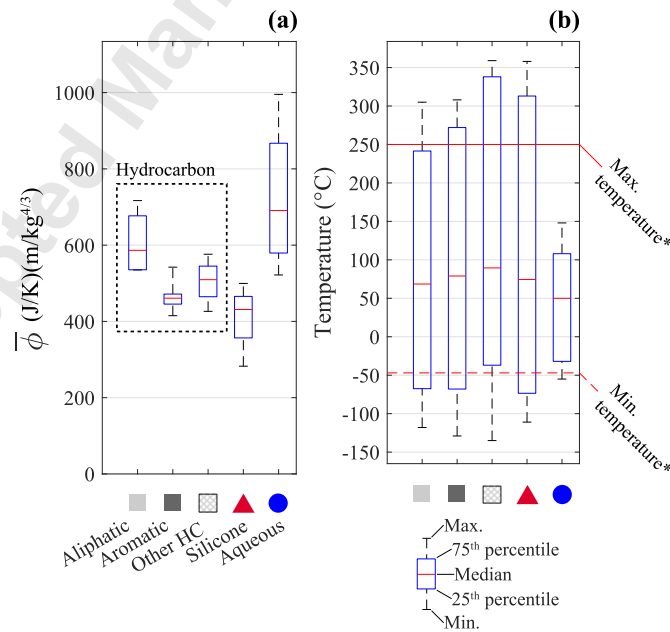 (a)
(b)
ϕ̅ (J/K)(m/kg^4/3)
1000
800
600
400
200
0
Hydrocarbon
Aliphatic
Aromatic
Other HC
Silicone
Aqueous
Temperature (°C)
350
300
250
200
150
100
50
0
-50
-100
-150
Max.
temperature*
Min.
temperature*
Max.
75th percentile
Median
25th percentile
Min.
pted Man